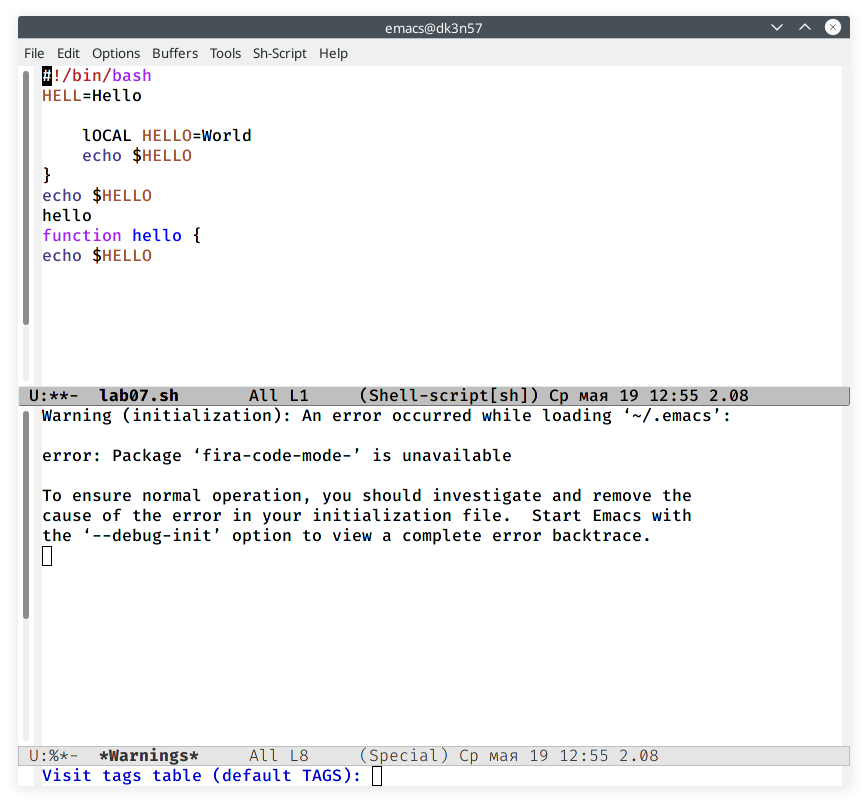 emacs@dk3n57
File Edit Options Buffers Tools Sh-Script Help
#!/bin/bash
HELL=Hello
lOCAL HELLO=World
echo $HELLO
}
echo $HELLO
hello
function hello {
echo $HELLO
U:**- lab07.sh All L1 (Shell-script[sh]) Ср мая 19 12:55 2.08
Warning (initialization): An error occurred while loading ‘~/.emacs’:
error: Package ‘fira-code-mode-’ is unavailable
To ensure normal operation, you should investigate and remove the
cause of the error in your initialization file. Start Emacs with
the ‘--debug-init’ option to view a complete error backtrace.
U:%*- *Warnings* All L8 (Special) Ср мая 19 12:55 2.08
Visit tags table (default TAGS):